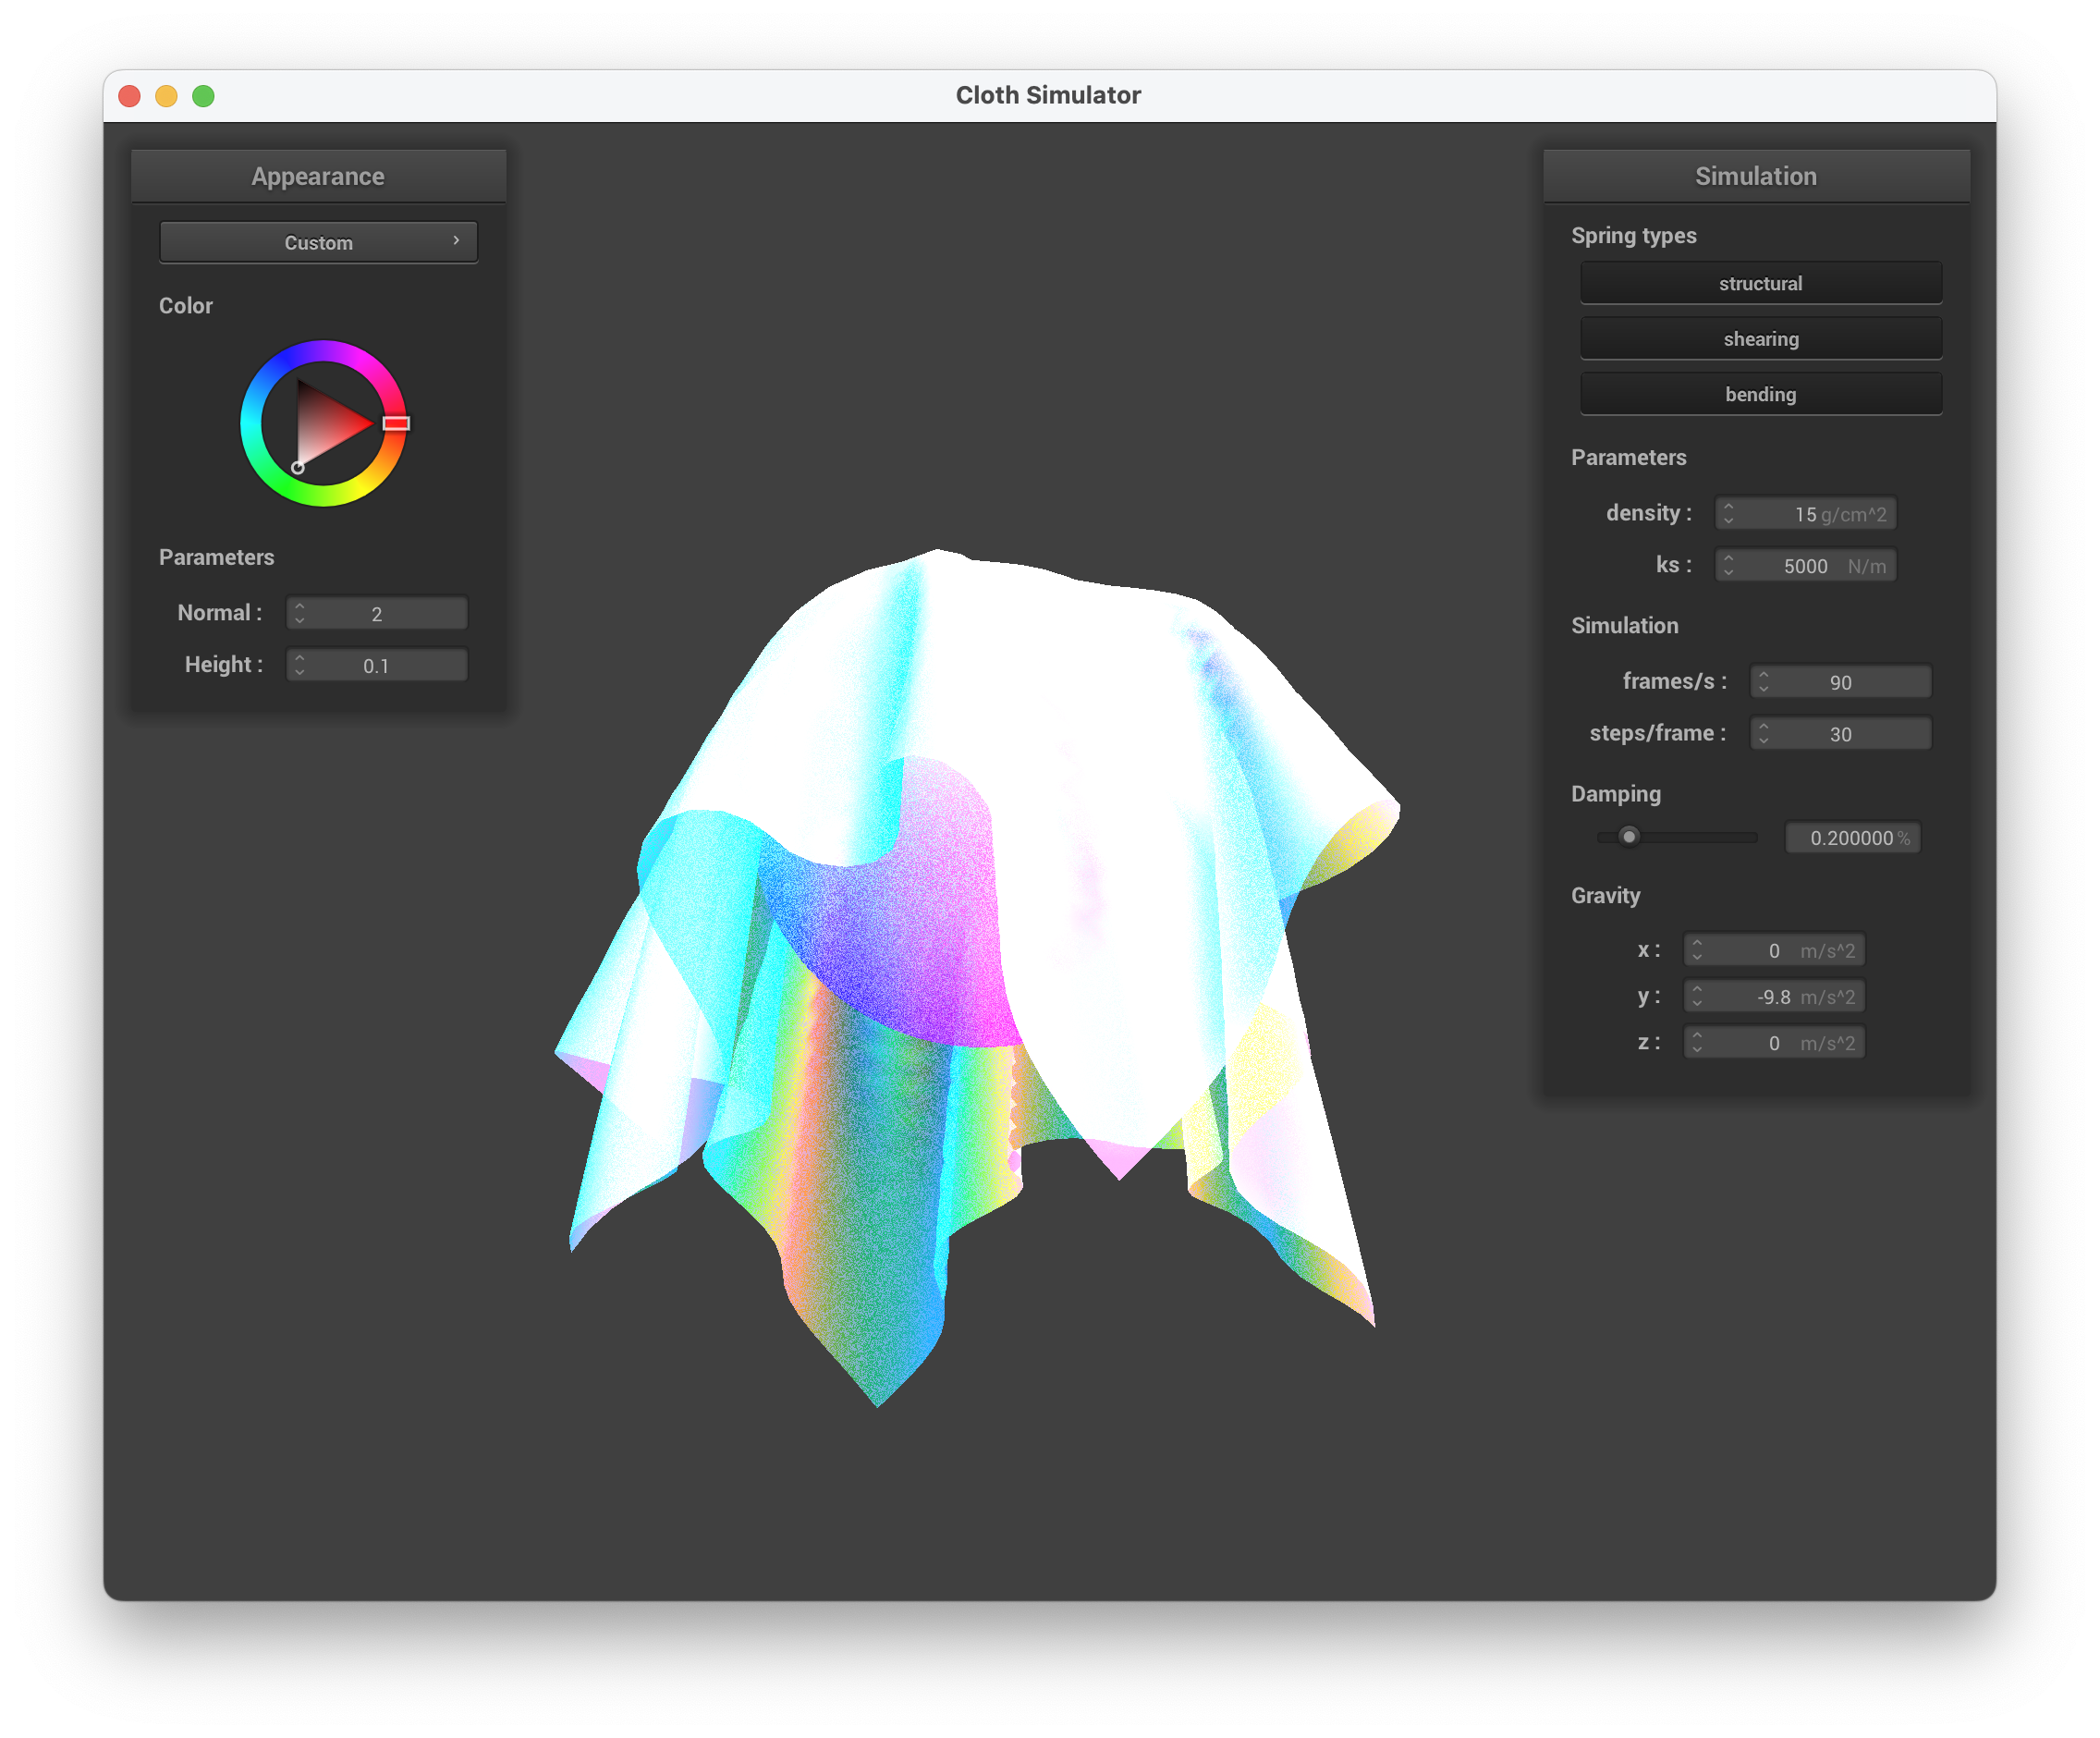 Cloth Simulator
Appearance
Custom
Color
Parameters
Normal : 2
Height : 0.1
Simulation
Spring types
structural
shearing
bending
Parameters
density : 15 g/cm^2
ks : 5000 N/m
Simulation
frames/s : 90
steps/frame : 30
Damping
0.200000 %
Gravity
x : 0 m/s^2
y : -9.8 m/s^2
z : 0 m/s^2